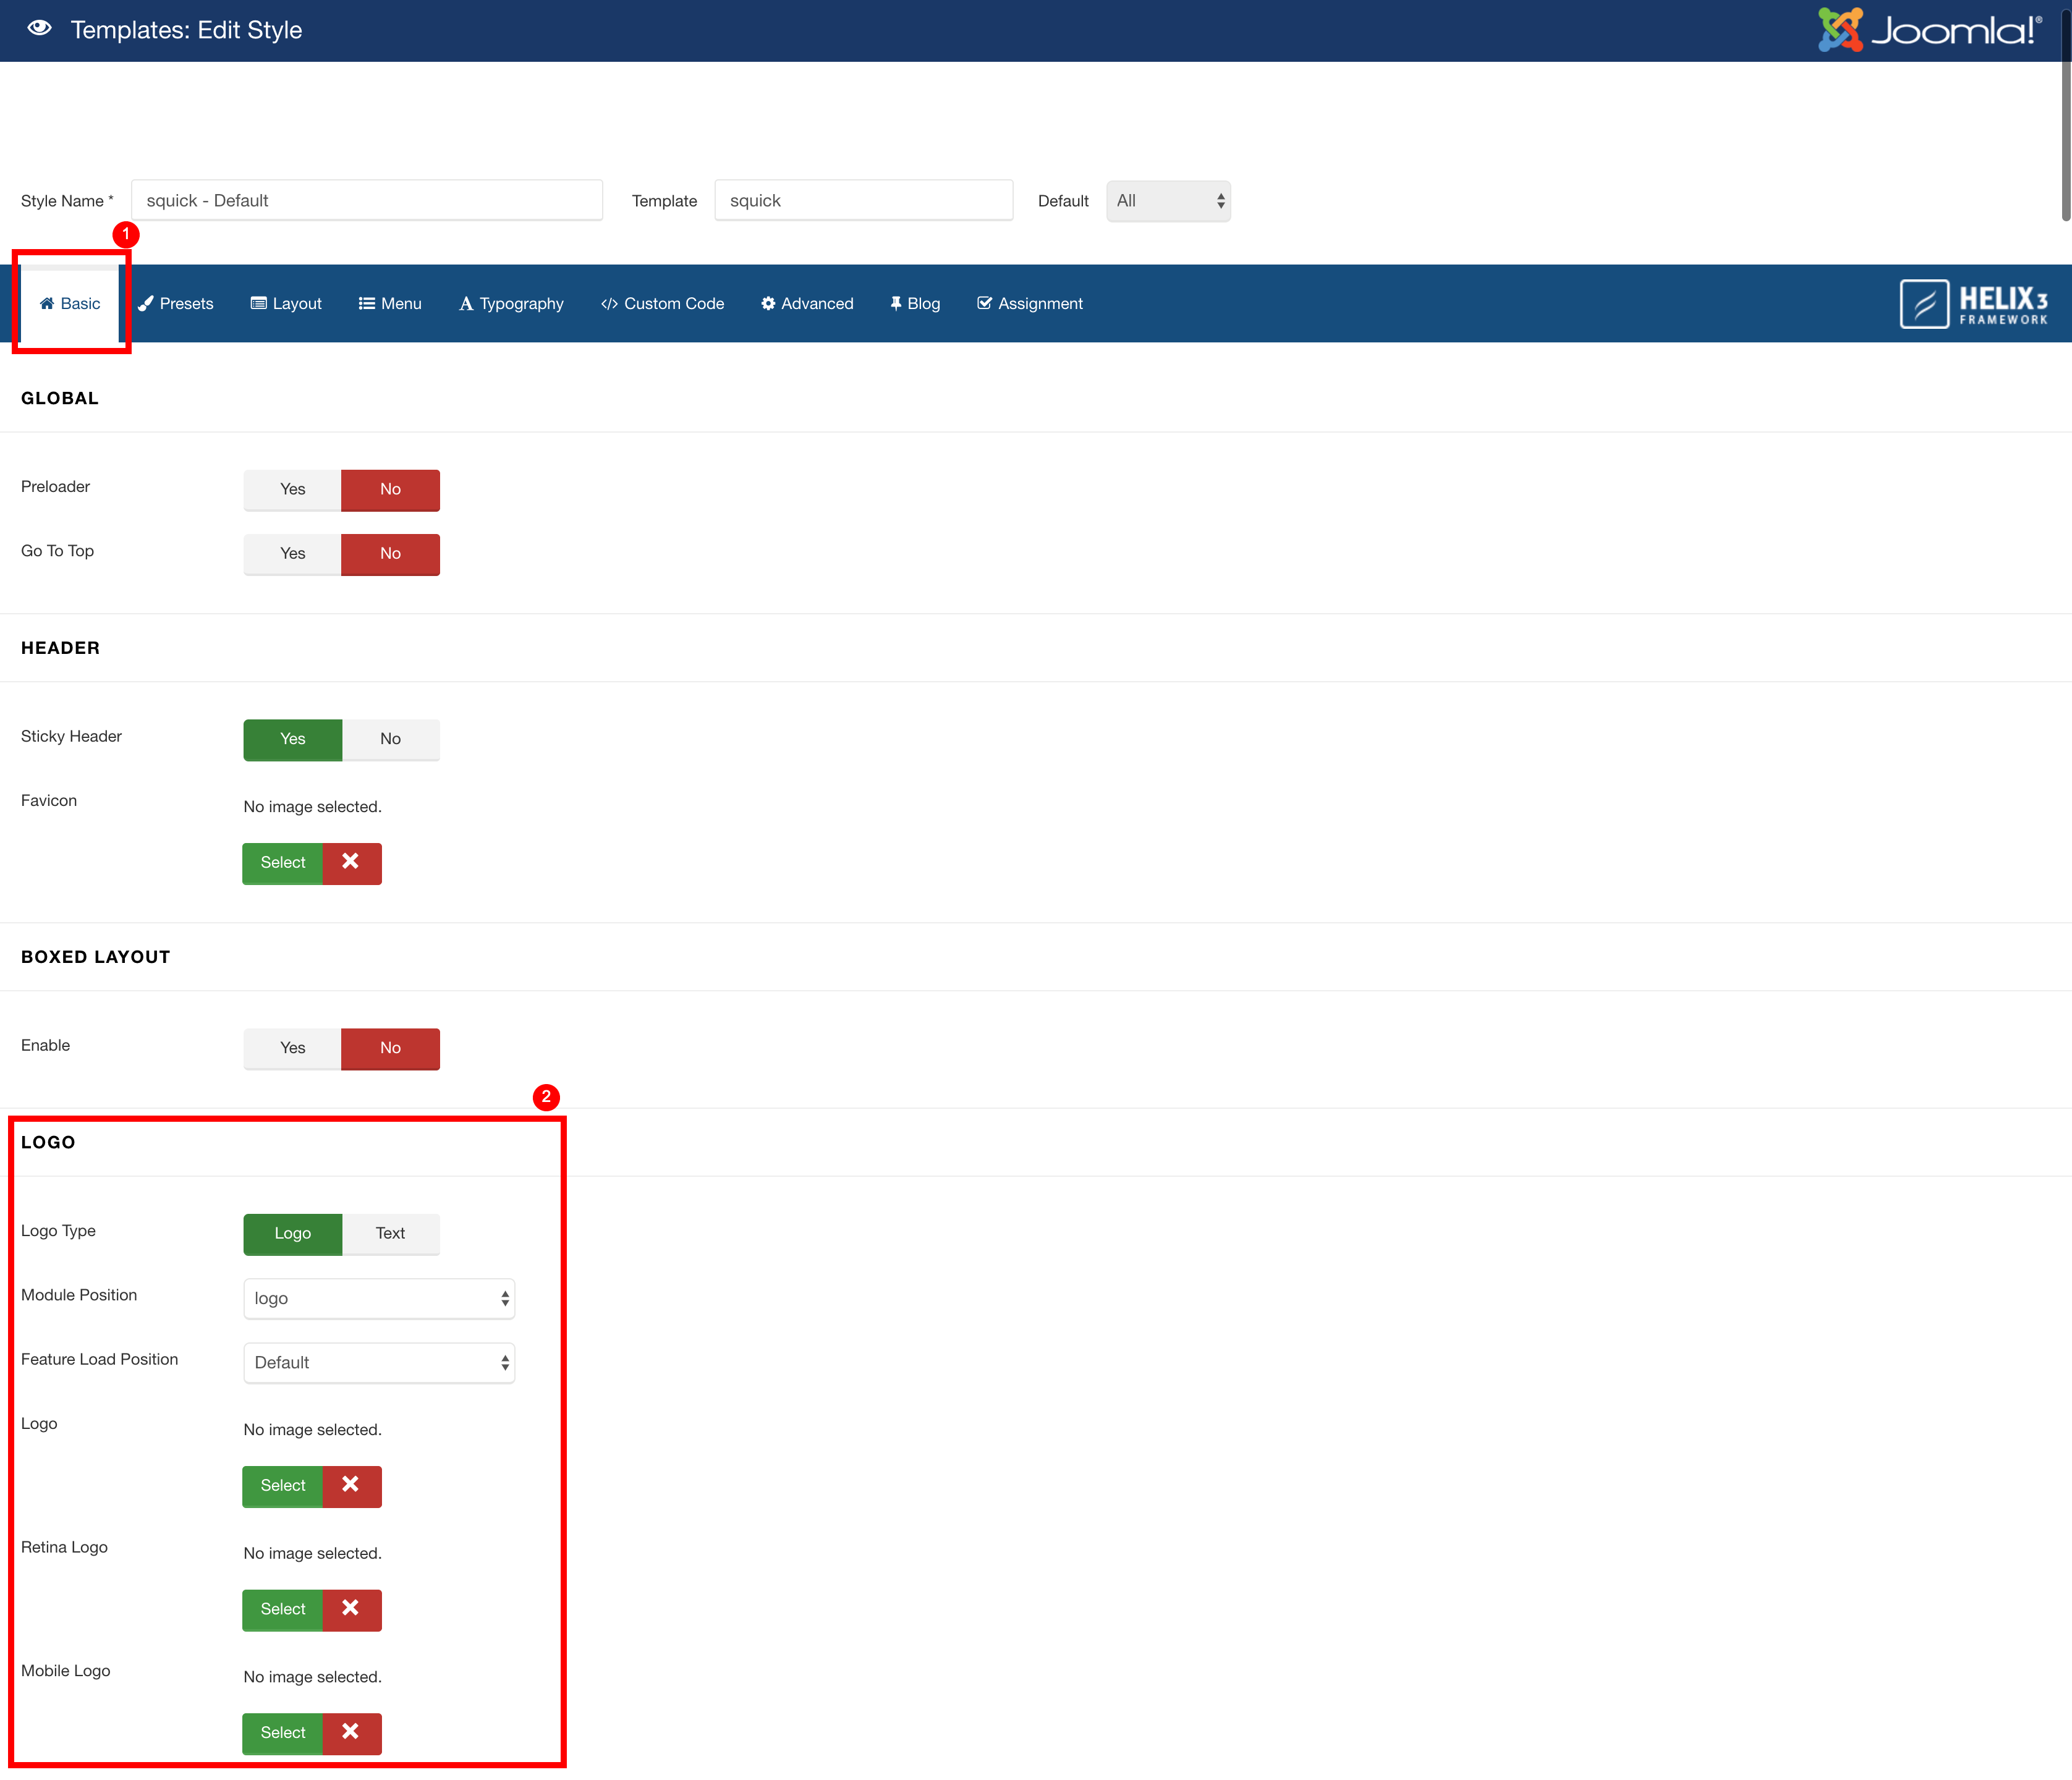 Templates: Edit Style
Joomla!®
Style Name * squick - Default Template squick Default All
1
Basic Presets Layout Menu Typography </> Custom Code Advanced Blog Assignment HELIX3 FRAMEWORK
GLOBAL
Preloader Yes No
Go To Top Yes No
HEADER
Sticky Header Yes No
Favicon No image selected.
Select
BOXED LAYOUT
Enable Yes No
2
LOGO
Logo Type Logo Text
Module Position logo
Feature Load Position Default
Logo No image selected.
Select
Retina Logo No image selected.
Select
Mobile Logo No image selected.
Select